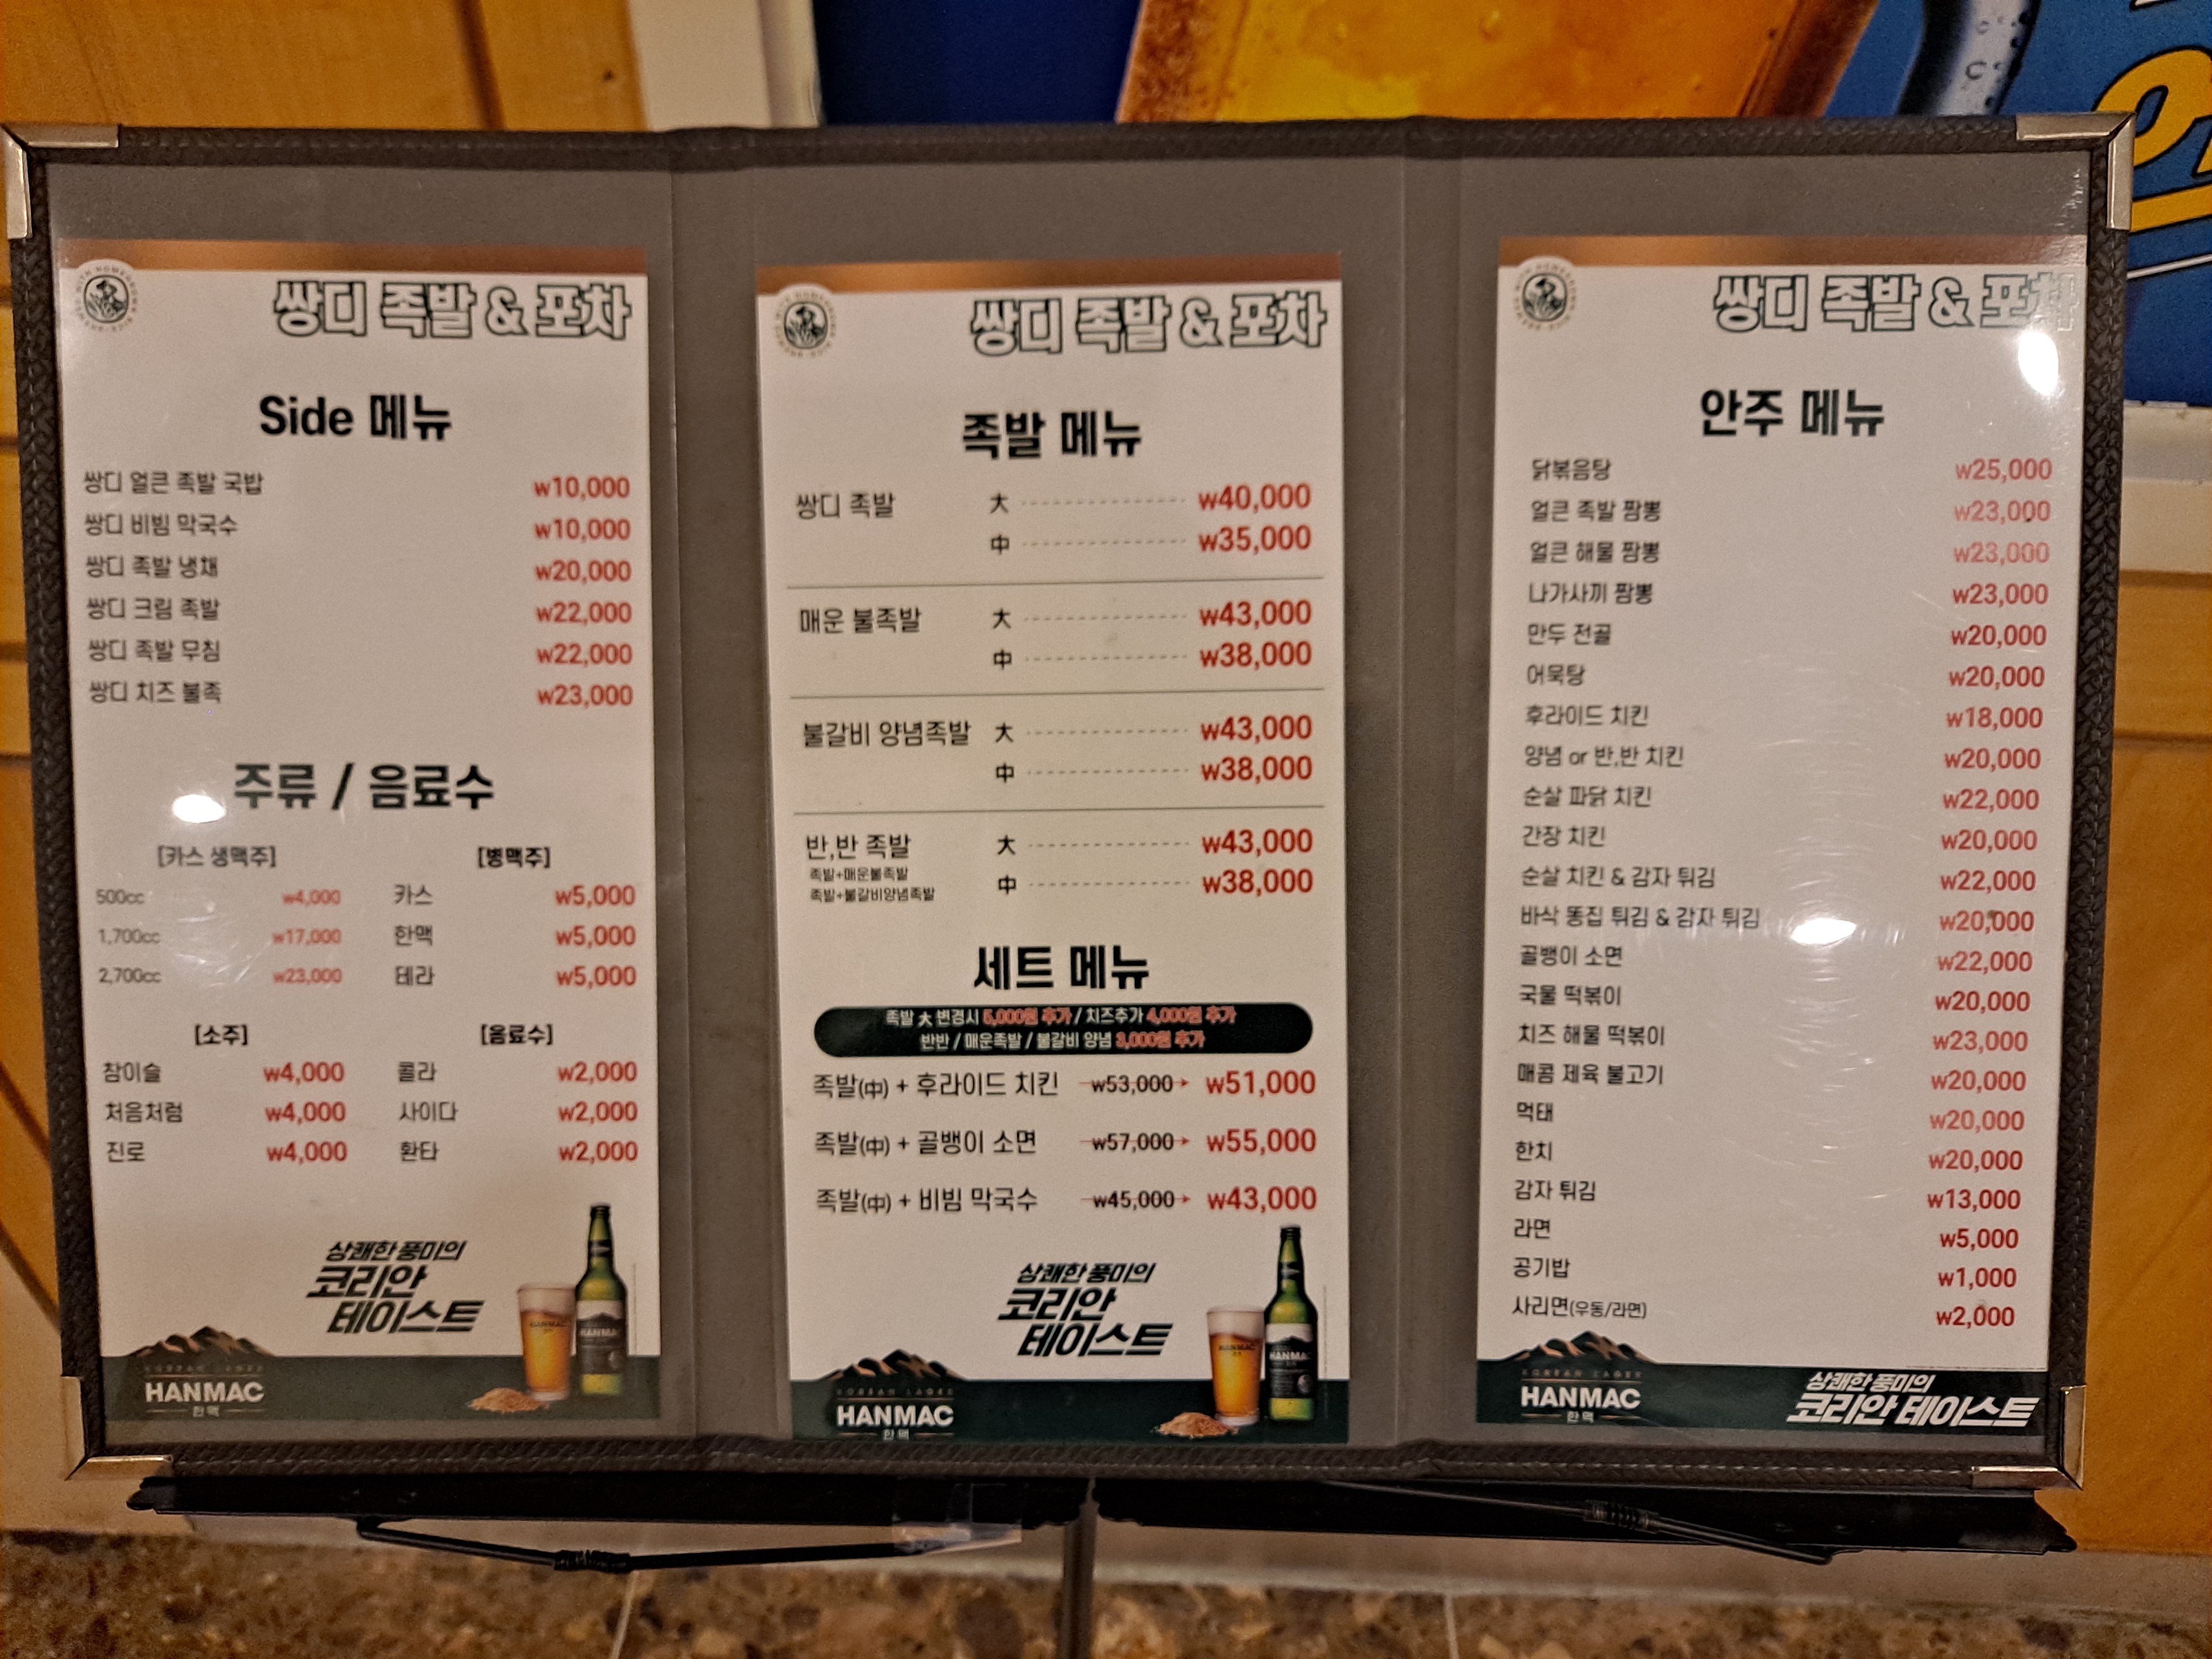 쌍디 족발 & 포차
Side 메뉴
쌍디 얼큰 족발 국밥 ₩10,000
쌍디 비빔 막국수 ₩10,000
쌍디 족발 냉채 ₩20,000
쌍디 크림 족발 ₩22,000
쌍디 족발 무침 ₩22,000
쌍디 치즈 불족 ₩23,000
주류 / 음료수
[카스 생맥주]
500cc ₩4,000
1,700cc ₩17,000
2,700cc ₩23,000
[병맥주]
카스 ₩5,000
한맥 ₩5,000
테라 ₩5,000
[소주]
참이슬 ₩4,000
처음처럼 ₩4,000
진로 ₩4,000
[음료수]
콜라 ₩2,000
사이다 ₩2,000
환타 ₩2,000
상쾌한 풍미의
코리안
테이스트
KOREAN LAGER
HANMAC
한맥
HANMAC
HANMAC
쌍디 족발 & 포차
족발 메뉴
쌍디 족발 大 ₩40,000
中 ₩35,000
매운 불족발 大 ₩43,000
中 ₩38,000
불갈비 양념족발 大 ₩43,000
中 ₩38,000
반,반 족발 大 ₩43,000
족발+매운불족발
족발+불갈비양념족발
中 ₩38,000
세트 메뉴
족발 大 변경시 5,000원 추가 / 치즈추가 4,000원 추가
반반 / 매운족발 / 불갈비 양념 3,000원 추가
족발(中) + 후라이드 치킨 ₩53,000 ₩51,000
족발(中) + 골뱅이 소면 ₩57,000 ₩55,000
족발(中) + 비빔 막국수 ₩45,000 ₩43,000
상쾌한 풍미의
코리안
테이스트
KOREAN LAGER
HANMAC
한맥
HANMAC
HANMAC
쌍디 족발 & 포차
안주 메뉴
닭볶음탕 ₩25,000
얼큰 족발 짬뽕 ₩23,000
얼큰 해물 짬뽕 ₩23,000
나가사끼 짬뽕 ₩23,000
만두 전골 ₩20,000
어묵탕 ₩20,000
후라이드 치킨 ₩18,000
양념 or 반,반 치킨 ₩20,000
순살 파닭 치킨 ₩22,000
간장 치킨 ₩20,000
순살 치킨 & 감자 튀김 ₩22,000
바삭 똥집 튀김 & 감자 튀김 ₩20,000
골뱅이 소면 ₩22,000
국물 떡볶이 ₩20,000
치즈 해물 떡볶이 ₩23,000
매콤 제육 불고기 ₩20,000
먹태 ₩20,000
한치 ₩20,000
감자 튀김 ₩13,000
라면 ₩5,000
공기밥 ₩1,000
사리면(우동/라면) ₩2,000
KOREAN LAGER
HANMAC
한맥
상쾌한 풍미의
코리안 테이스트